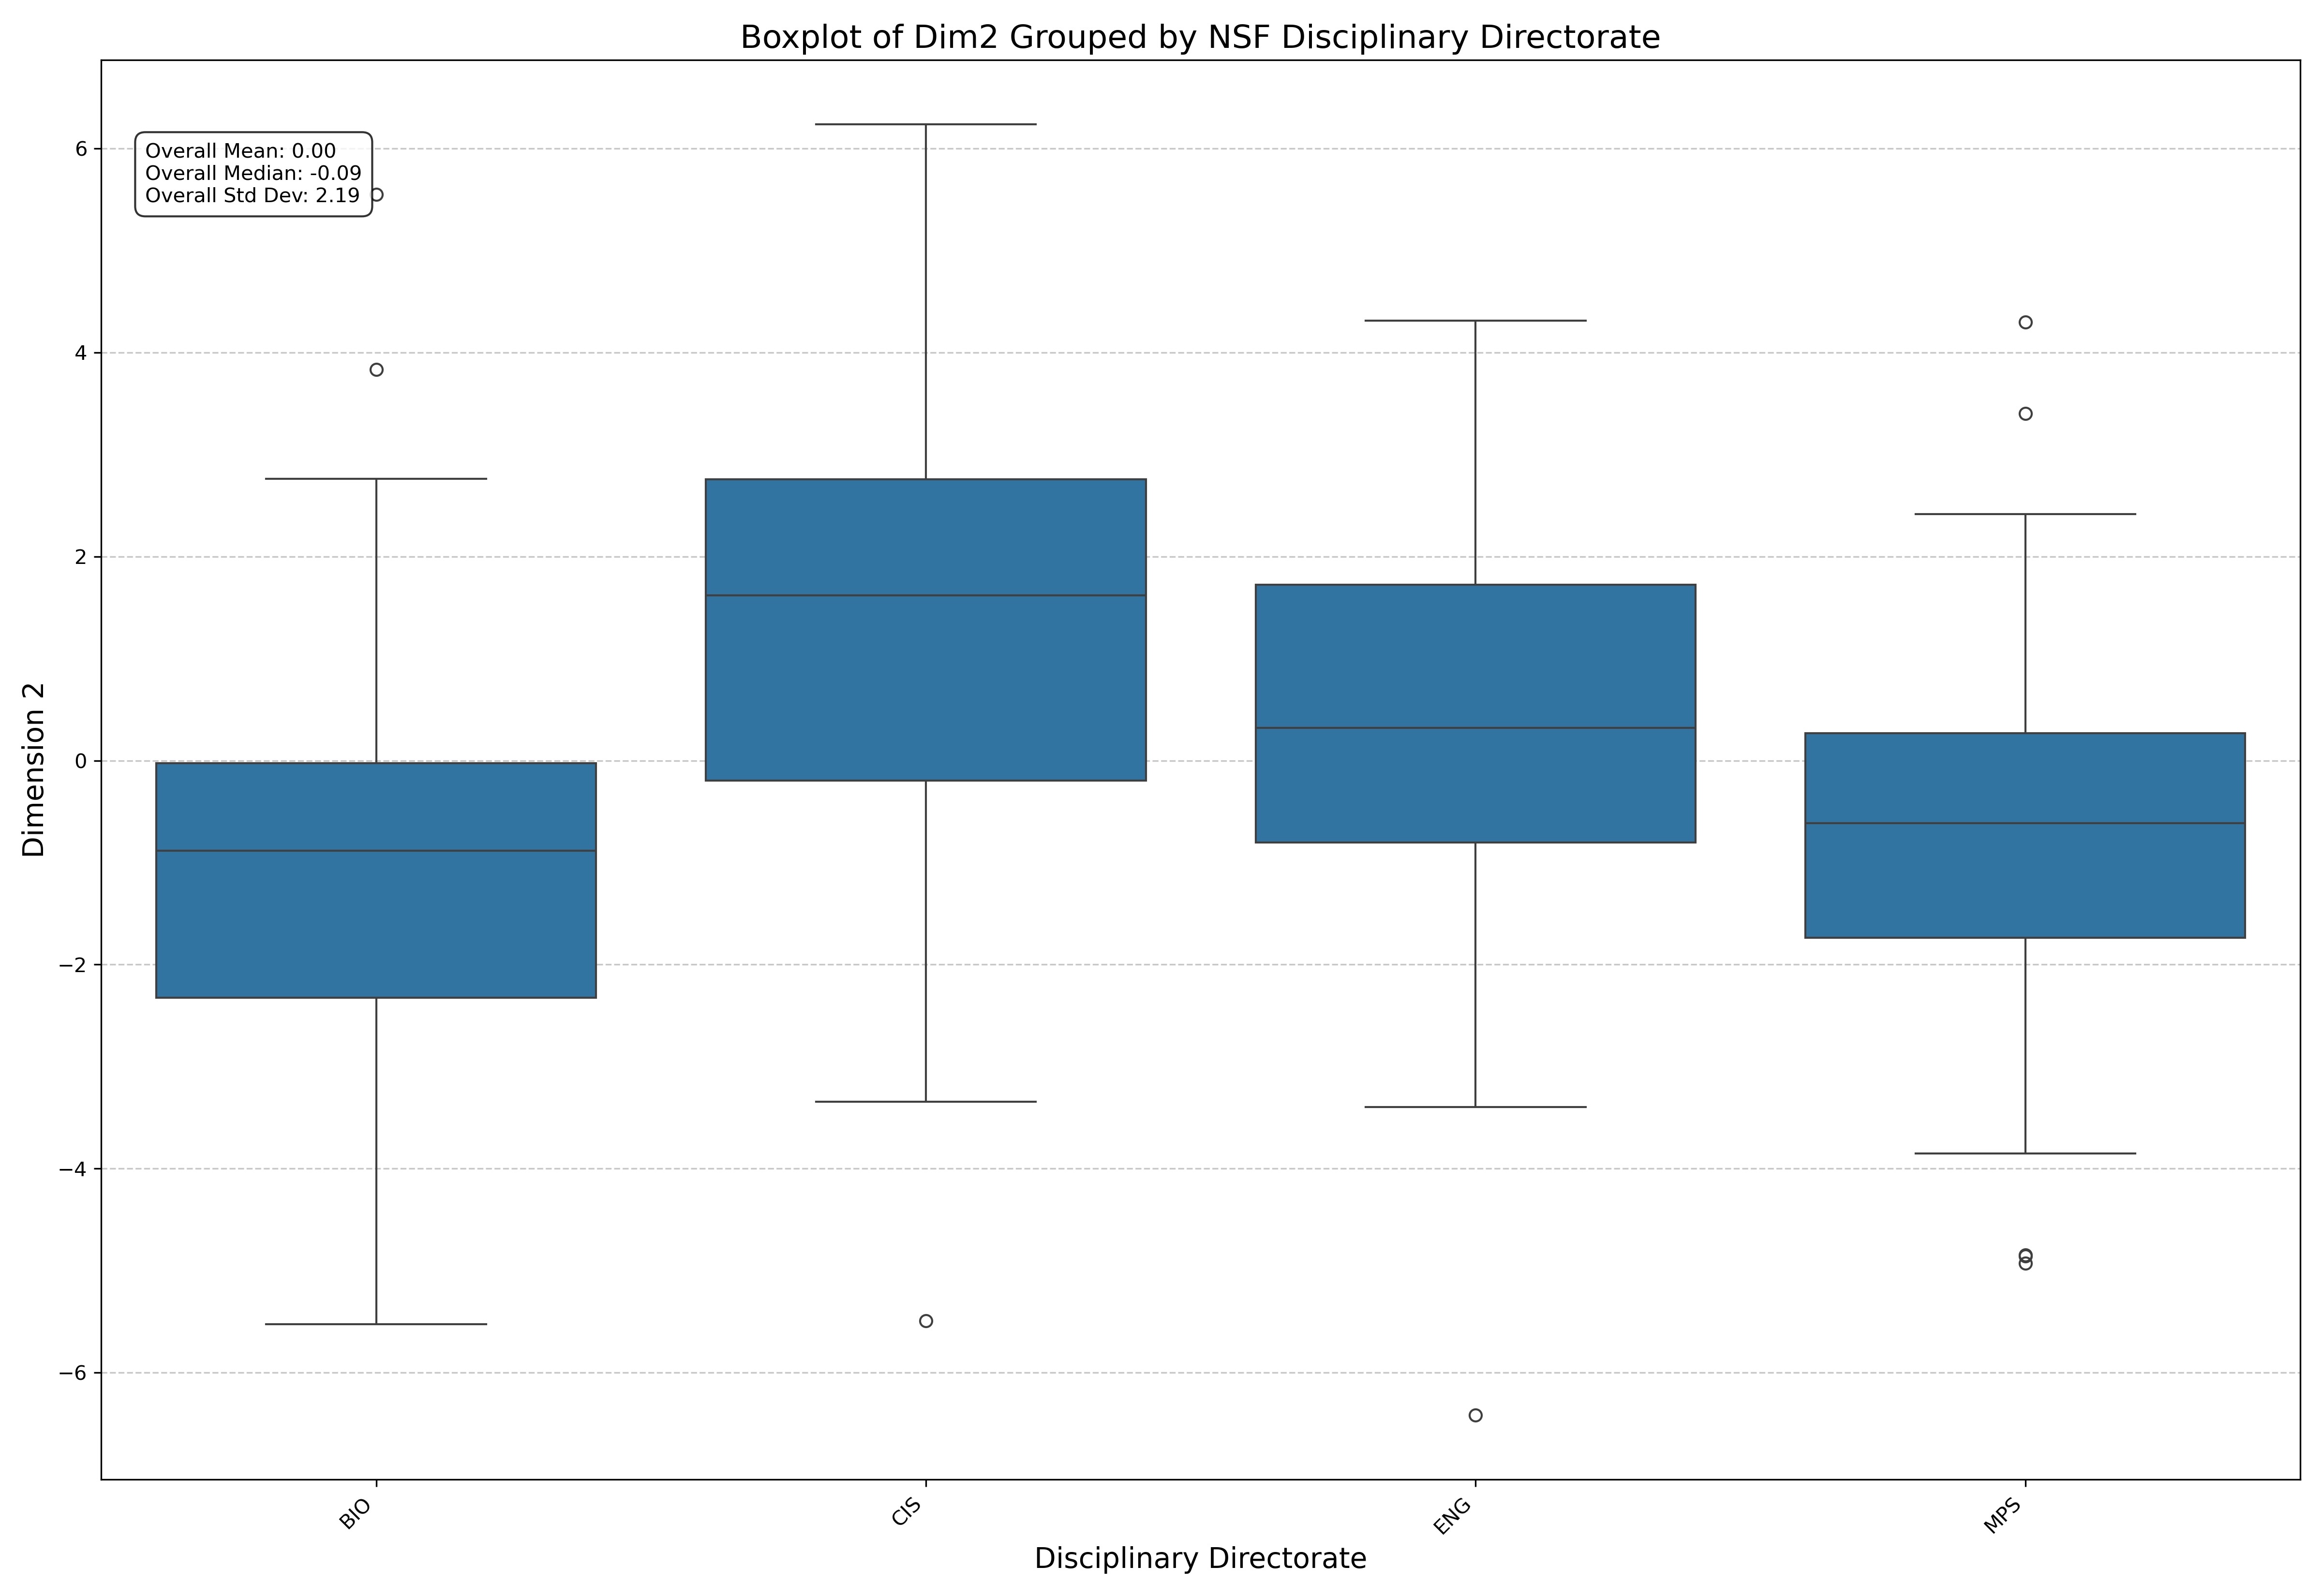 Boxplot of Dim2 Grouped by NSF Disciplinary Directorate
Overall Mean: 0.00
Overall Median: -0.09
Overall Std Dev: 2.19
6
4
2
0
−2
−4
−6
Dimension 2
BIO
CIS
ENG
MPS
Disciplinary Directorate